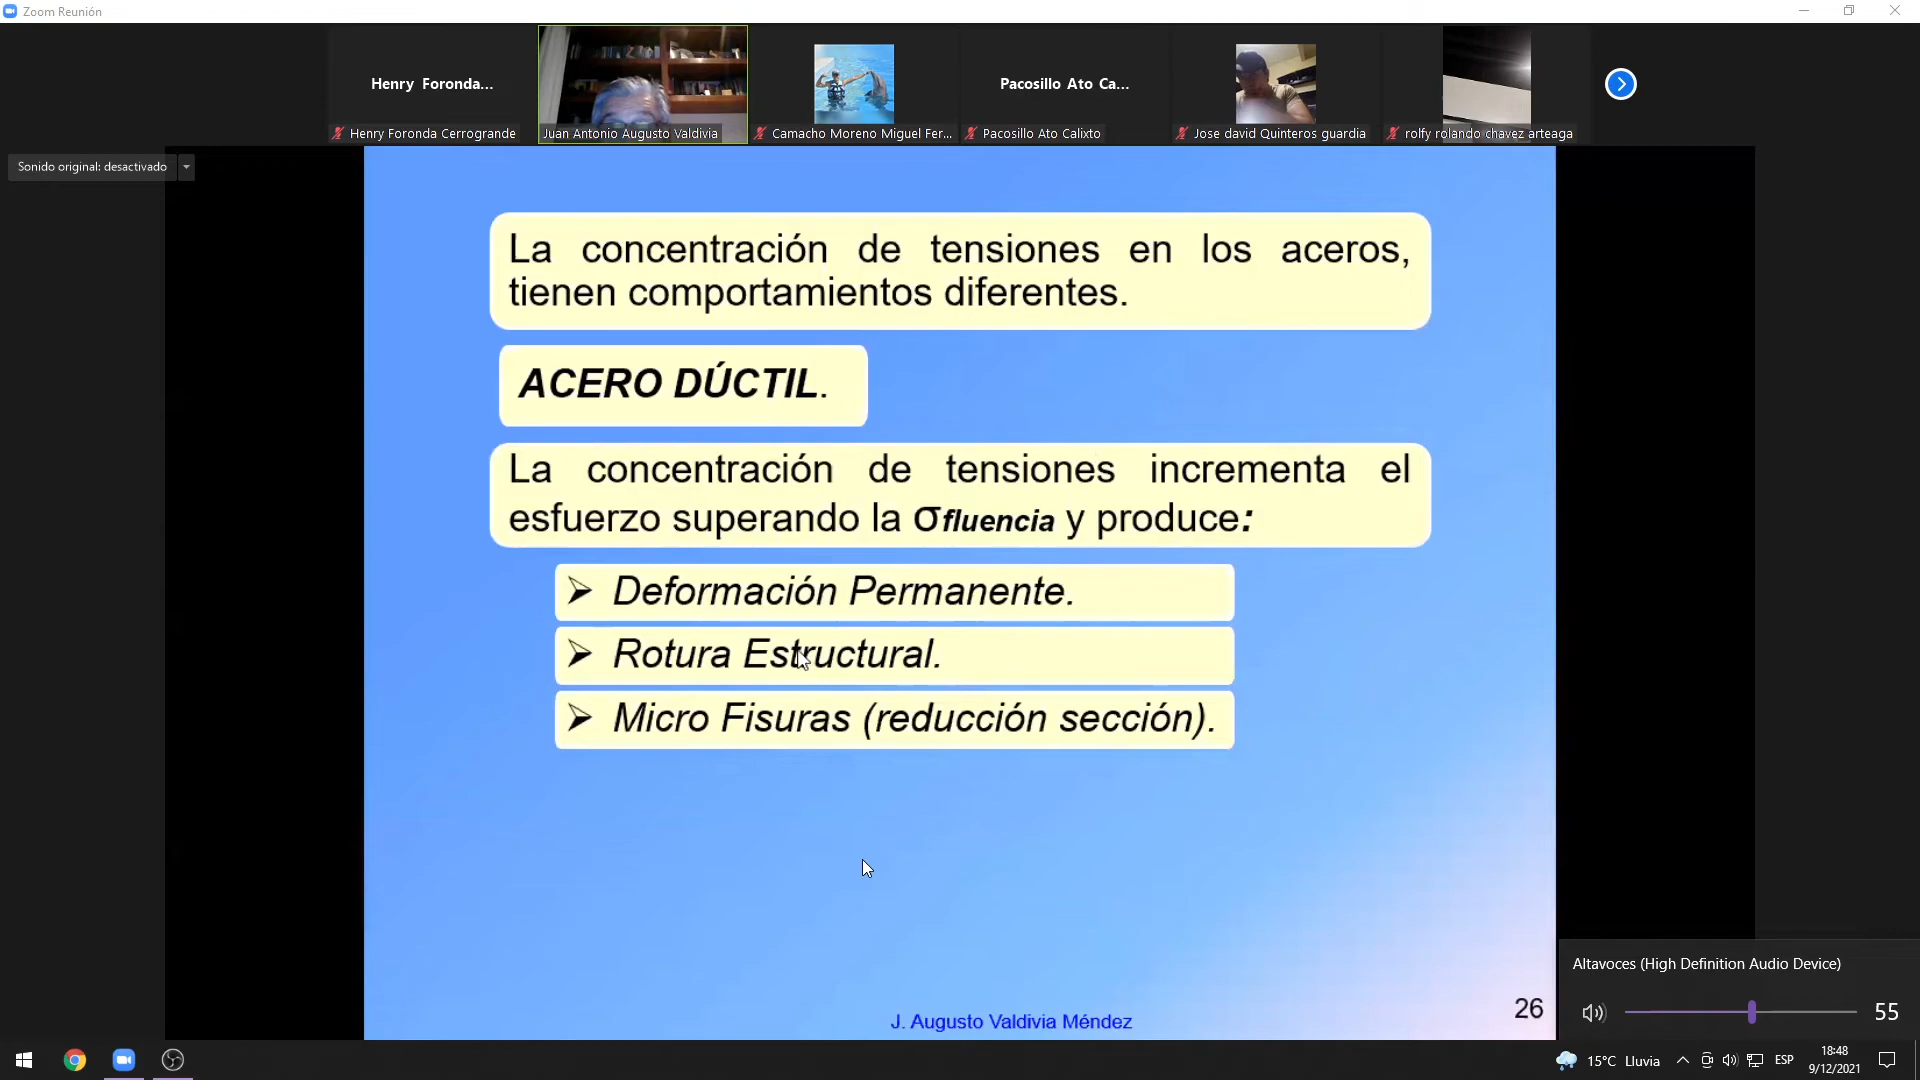 Zoom Reunión
Henry Foronda...
Pacosillo Ato Ca...
Henry Foronda Cerrogrande
Juan Antonio Augusto Valdivia
Camacho Moreno Miguel Fer...
Pacosillo Ato Calixto
Jose david Quinteros guardia
rolfy rolando chavez arteaga
Sonido original: desactivado
La concentración de tensiones en los aceros,
tienen comportamientos diferentes.
ACERO DÚCTIL.
La concentración de tensiones incrementa el
esfuerzo superando la σfluencia y produce:
➢ Deformación Permanente.
➢ Rotura Estructural.
➢ Micro Fisuras (reducción sección).
Altavoces (High Definition Audio Device)
55
26
J. Augusto Valdivia Méndez
15°C Lluvia
ESP
18:48
9/12/2021